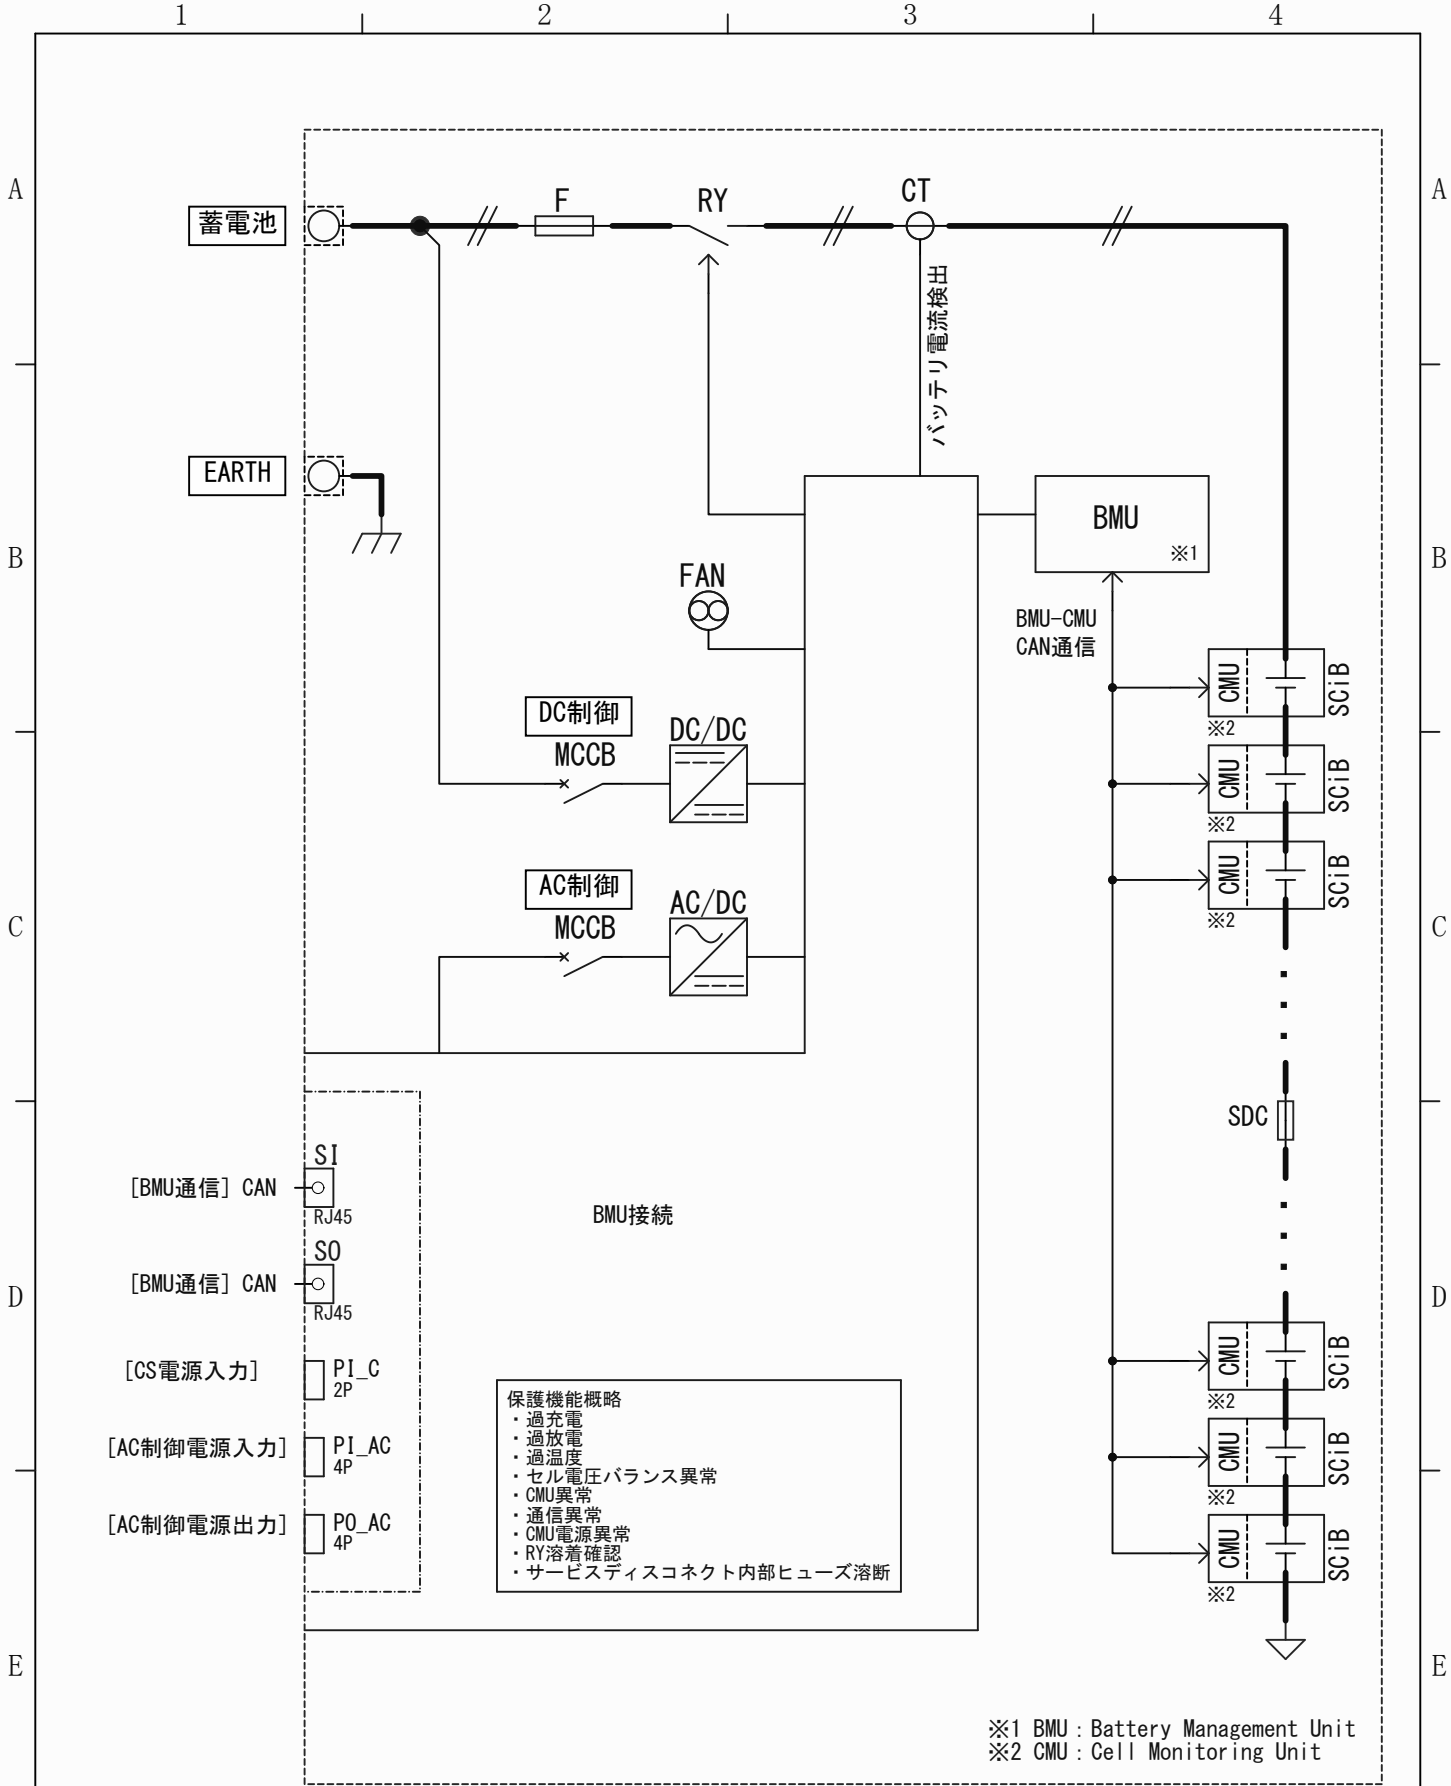 1 2 3 4
A A
蓄電池 F RY CT
バッテリ電流検出
EARTH
B B
BMU
※1
FAN
BMU-CMU
CAN通信
CMU SCiB
※2
DC制御
MCCB DC/DC
CMU SCiB
※2
CMU SCiB
※2
AC制御
MCCB AC/DC
C C
SDC
SI
[BMU通信] CAN
RJ45
BMU接続
SO
[BMU通信] CAN
RJ45
D D
[CS電源入力] PI_C
2P
[AC制御電源入力] PI_AC
4P
[AC制御電源出力] PO_AC
4P
保護機能概略
・過充電
・過放電
・過温度
・セル電圧バランス異常
・CMU異常
・通信異常
・CMU電源異常
・RY溶着確認
・サービスディスコネクト内部ヒューズ溶断
CMU SCiB
※2
CMU SCiB
※2
CMU SCiB
※2
E E
※1 BMU：Battery Management Unit
※2 CMU：Cell Monitoring Unit